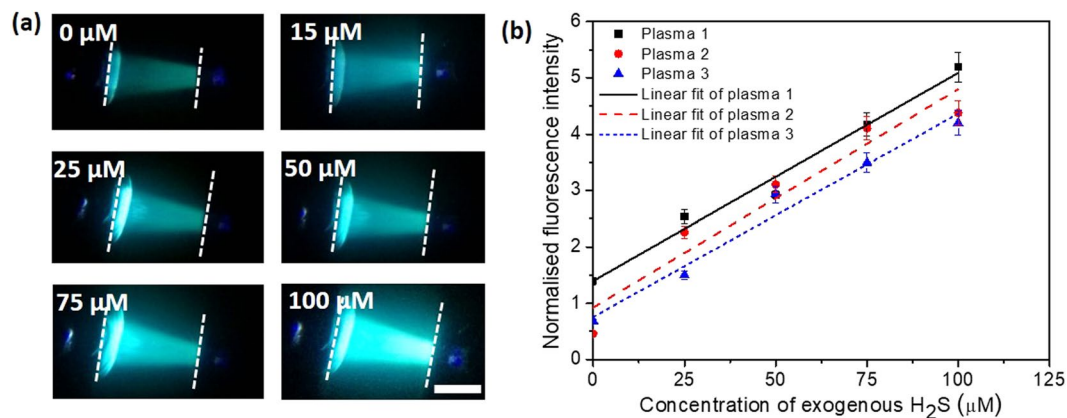 (a)
0 µM
15 µM
25 µM
50 µM
75 µM
100 µM
(b)
Normalised fluorescence intensity
6
5
4
3
2
1
0
Plasma 1
Plasma 2
Plasma 3
Linear fit of plasma 1
Linear fit of plasma 2
Linear fit of plasma 3
0 25 50 75 100 125
Concentration of exogenous H₂S (µM)